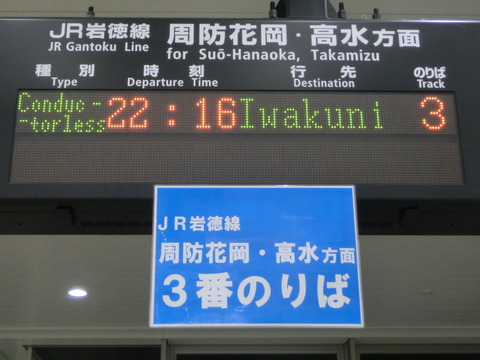 JR岩徳線 周防花岡・高水方面
JR Gantoku Line for Suō-Hanaoka, Takamizu
種別 時刻 行先 のりば
Type Departure Time Destination Track
Conduc-
-torless 22:16 Iwakuni 3
JR岩徳線
周防花岡・高水方面
3番のりば